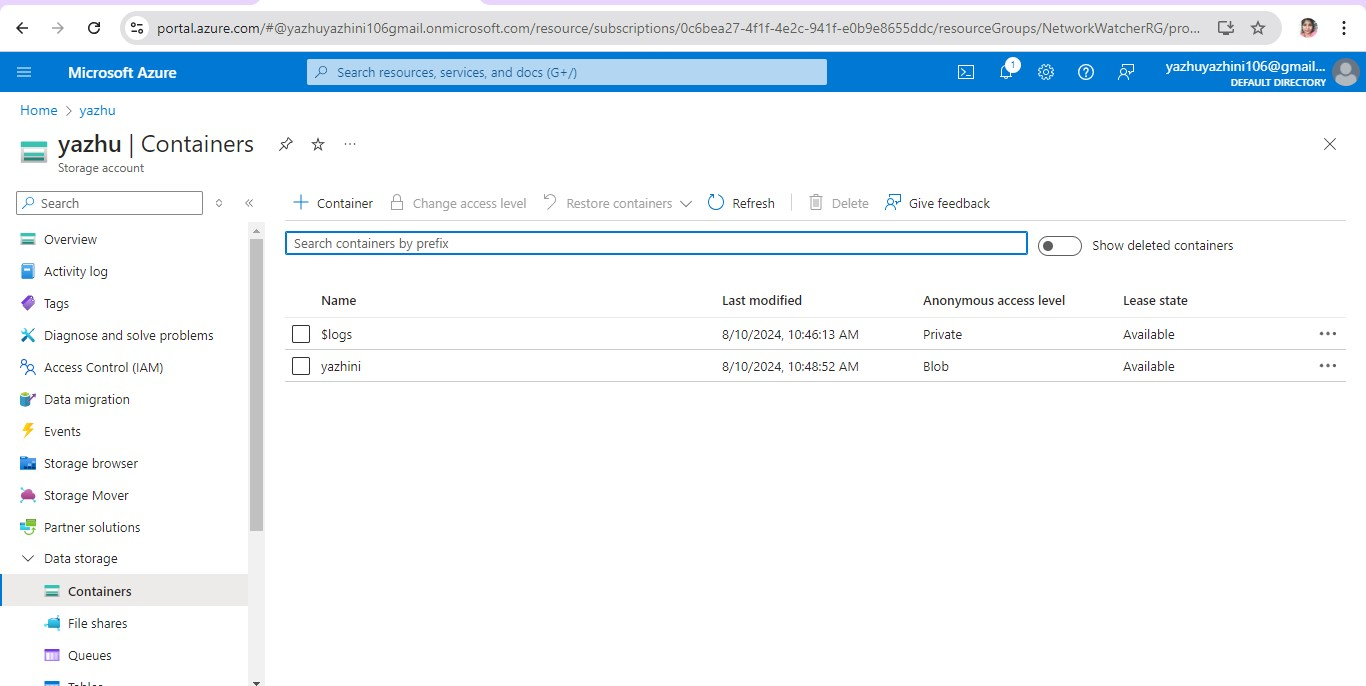 portal.azure.com/#@yazhuyazhini106gmail.onmicrosoft.com/resource/subscriptions/0c6bea27-4f1f-4e2c-941f-e0b9e8655ddc/resourceGroups/NetworkWatcherRG/pro...
Microsoft Azure
Search resources, services, and docs (G+/)
1
yazhuyazhini106@gmail....
DEFAULT DIRECTORY
Home > yazhu
yazhu | Containers
Storage account
Search
Overview
Activity log
Tags
Diagnose and solve problems
Access Control (IAM)
Data migration
Events
Storage browser
Storage Mover
Partner solutions
Data storage
Containers
File shares
Queues
Tables
Container Change access level Restore containers Refresh Delete Give feedback
Search containers by prefix
Show deleted containers
Name Last modified Anonymous access level Lease state
$logs 8/10/2024, 10:46:13 AM Private Available
yazhini 8/10/2024, 10:48:52 AM Blob Available